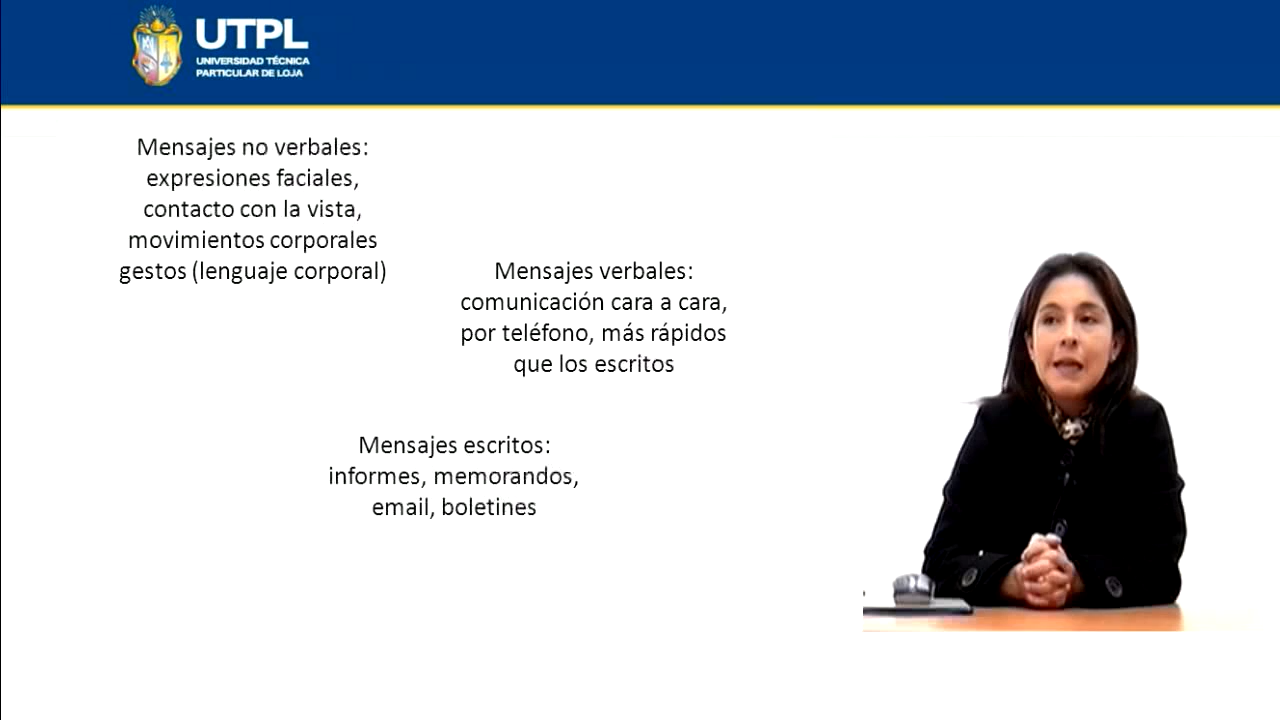 UTPL
UNIVERSIDAD TÉCNICA
PARTICULAR DE LOJA
Mensajes no verbales:
expresiones faciales,
contacto con la vista,
movimientos corporales
gestos (lenguaje corporal)
Mensajes verbales:
comunicación cara a cara,
por teléfono, más rápidos
que los escritos
Mensajes escritos:
informes, memorandos,
email, boletines